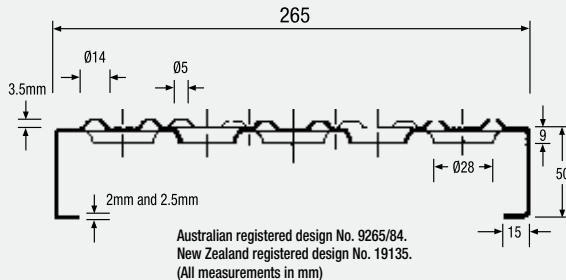 265
Ø14
Ø5
3.5mm
9
50
Ø28
2mm and 2.5mm
15
Australian registered design No. 9265/84.
New Zealand registered design No. 19135.
(All measurements in mm)